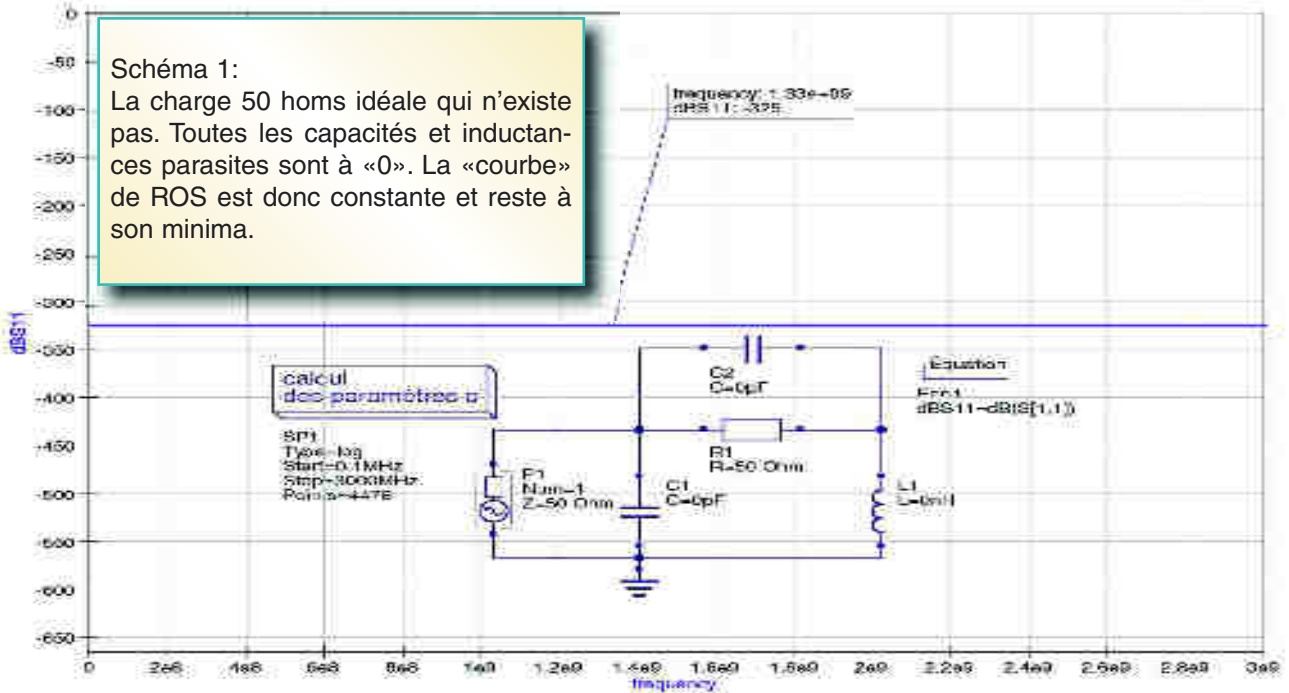 Schéma 1:
La charge 50 homs idéale qui n'existe
pas. Toutes les capacités et inductan-
ces parasites sont à «0». La «courbe»
de ROS est donc constante et reste à
son minima.
frequency: 1.33e+09
dBS11: -325
0
-50
-100
-150
-200
-250
-300
-350
-400
-450
-500
-550
-600
-650
dBS11
calcul
des paramètres
SP1
Type=log
Start=0.1MHz
Stop=3000MHz
P1
Num=1
Z=50 Ohm
C1
C=0pF
C2
C=0pF
R1
R=50 Ohm
L1
L=0nH
Equation
dBS11=dB(S[1,1])
0
2e8
4e8
6e8
8e8
1e9
1.2e9
1.4e9
1.6e9
1.8e9
2e9
2.2e9
2.4e9
2.6e9
2.8e9
3e9
frequency